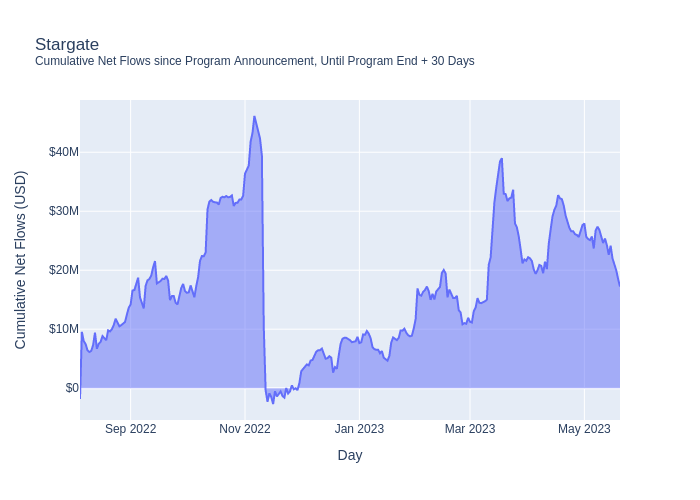 Stargate
Cumulative Net Flows since Program Announcement, Until Program End + 30 Days
Cumulative Net Flows (USD)
$40M
$30M
$20M
$10M
$0
Sep 2022
Nov 2022
Jan 2023
Mar 2023
May 2023
Day